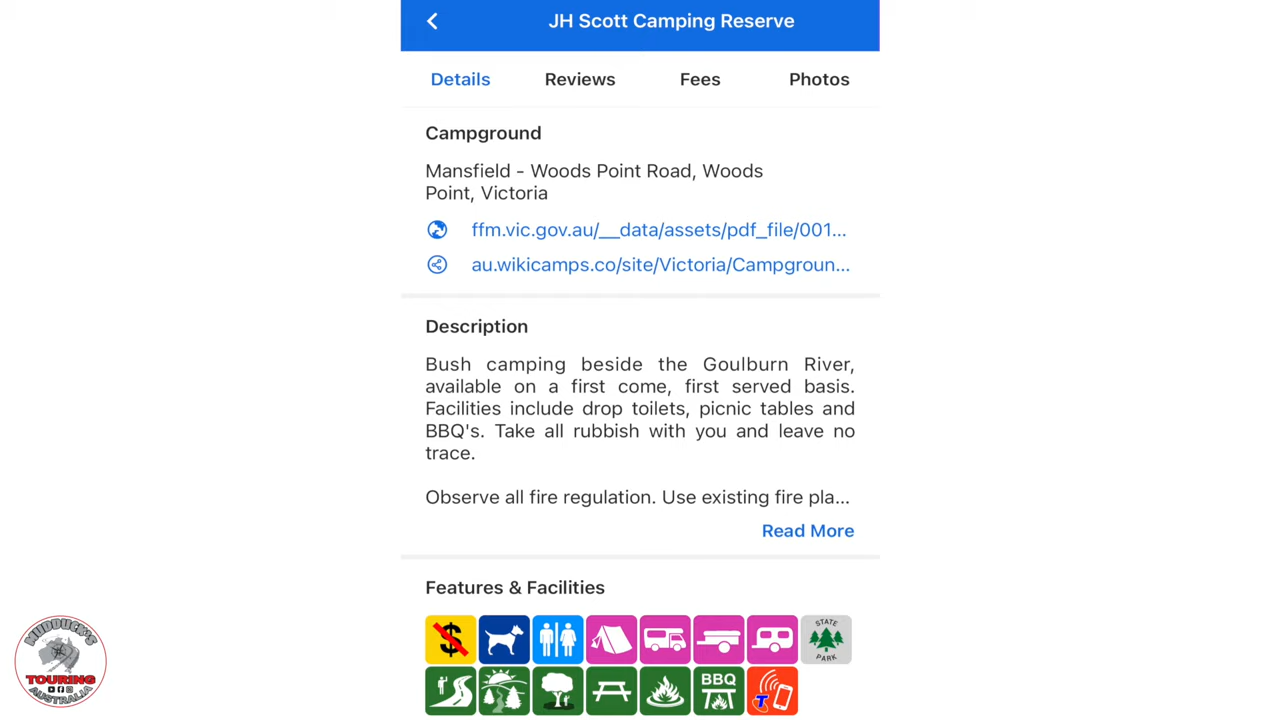 JH Scott Camping Reserve
Details Reviews Fees Photos
Campground
Mansfield - Woods Point Road, Woods
Point, Victoria
ffm.vic.gov.au/__data/assets/pdf_file/001...
au.wikicamps.co/site/Victoria/Campgroun...
Description
Bush camping beside the Goulburn River,
available on a first come, first served basis.
Facilities include drop toilets, picnic tables and
BBQ's. Take all rubbish with you and leave no
trace.
Observe all fire regulation. Use existing fire pla...
Read More
Features & Facilities
$
STATE
PARK
BBQ
T
MUDDUCK'S
TOURING
AUSTRALIA